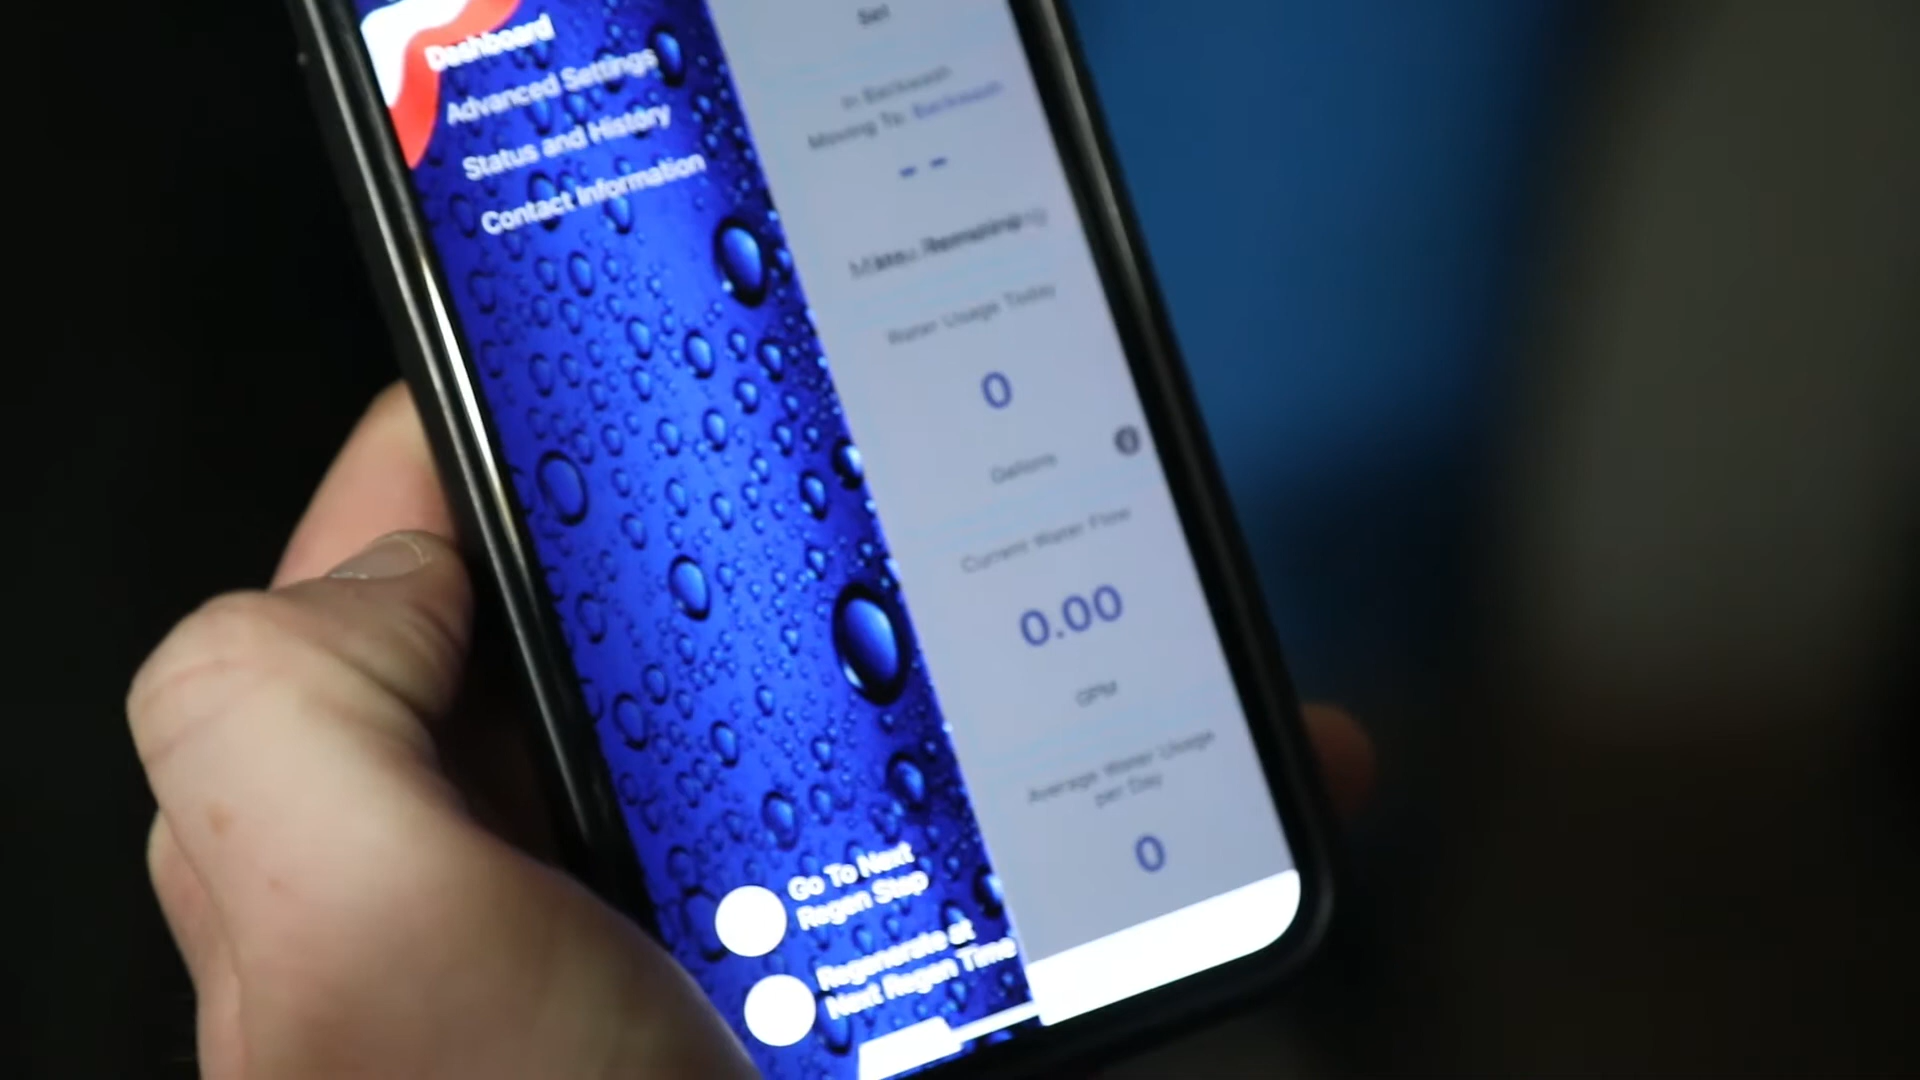 Dashboard
Advanced Settings
Status and History
Contact Information
Go To Next
Regen Step
Regenerate at
Next Regen Time
Set
In Backwash
Moving To: Backwash
- -
Remaining
Water Usage Today
0
Gallons
Current Water Flow
0.00
GPM
Average Water Usage
per Day
0